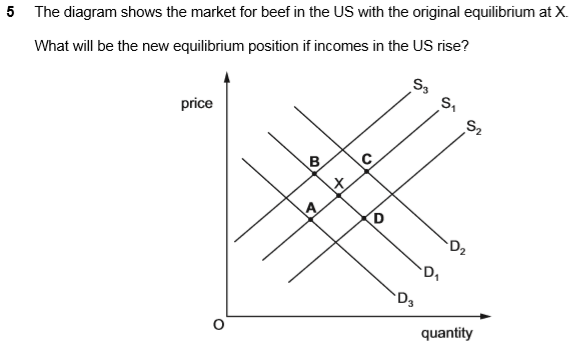 5 The diagram shows the market for beef in the US with the original equilibrium at X.
What will be the new equilibrium position if incomes in the US rise?
price
S₃
S₁
S₂
B
C
X
A
D
D₂
D₁
D₃
O
quantity